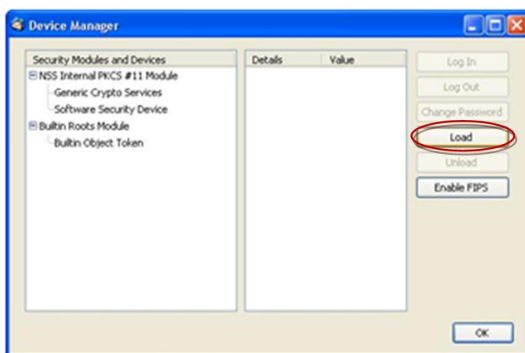 Device Manager
Security Modules and Devices
Details
Value
NSS Internal PKCS #11 Module
Generic Crypto Services
Software Security Device
Builtin Roots Module
Builtin Object Token
Log In
Log Out
Change Password
Load
Unload
Enable FIPS
OK